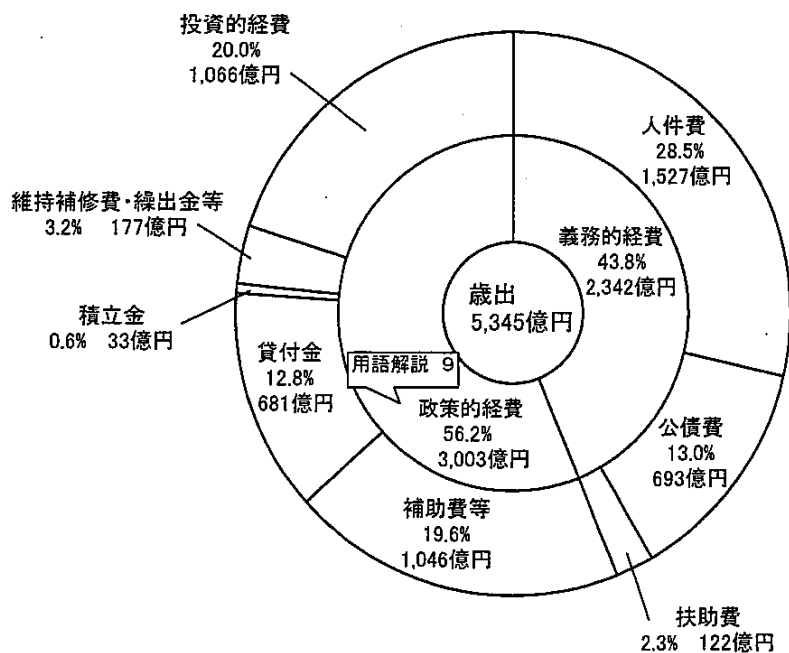 投資的経費
20.0%
1,066億円
人件費
28.5%
1,527億円
維持補修費・繰出金等
3.2% 177億円
義務的経費
43.8%
2,342億円
歳出
5,345億円
積立金
0.6% 33億円
貸付金
12.8%
681億円
用語解説 9
政策的経費
56.2%
3,003億円
公債費
13.0%
693億円
補助費等
19.6%
1,046億円
扶助費
2.3% 122億円